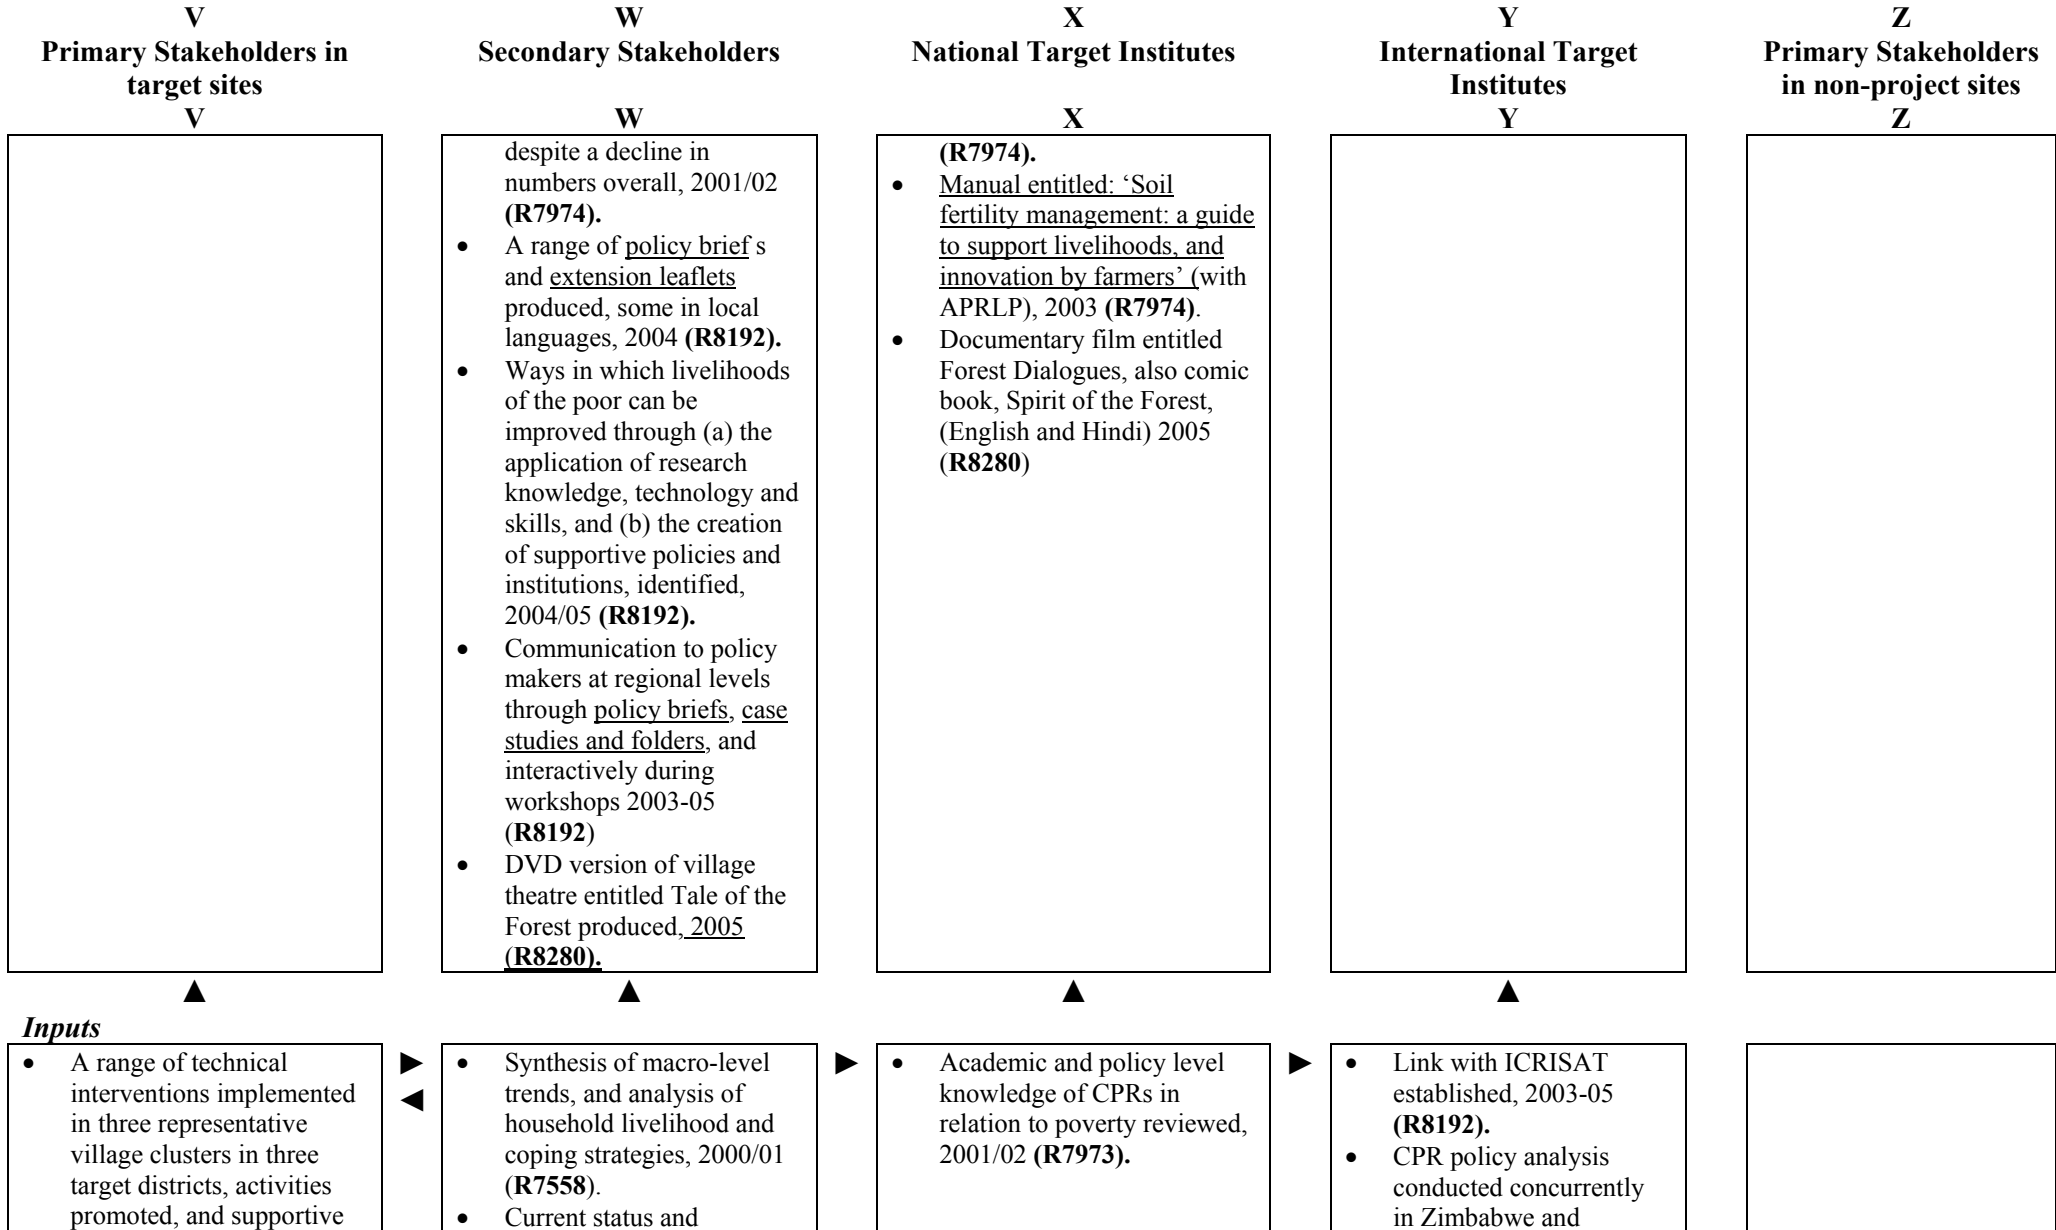 V
Primary Stakeholders in
target sites
V
W
Secondary Stakeholders
W
X
National Target Institutes
X
Y
International Target
Institutes
Y
Z
Primary Stakeholders
in non-project sites
Z
despite a decline in
numbers overall, 2001/02
(R7974).
• A range of policy brief s
and extension leaflets
produced, some in local
languages, 2004 (R8192).
• Ways in which livelihoods
of the poor can be
improved through (a) the
application of research
knowledge, technology and
skills, and (b) the creation
of supportive policies and
institutions, identified,
2004/05 (R8192).
• Communication to policy
makers at regional levels
through policy briefs, case
studies and folders, and
interactively during
workshops 2003-05
(R8192)
• DVD version of village
theatre entitled Tale of the
Forest produced, 2005
(R8280).
(R7974).
• Manual entitled: ‘Soil
fertility management: a guide
to support livelihoods, and
innovation by farmers’ (with
APRLP), 2003 (R7974).
• Documentary film entitled
Forest Dialogues, also comic
book, Spirit of the Forest,
(English and Hindi) 2005
(R8280)
Inputs
• A range of technical
interventions implemented
in three representative
village clusters in three
target districts, activities
promoted, and supportive
• Synthesis of macro-level
trends, and analysis of
household livelihood and
coping strategies, 2000/01
(R7558).
• Current status and
• Academic and policy level
knowledge of CPRs in
relation to poverty reviewed,
2001/02 (R7973).
• Link with ICRISAT
established, 2003-05
(R8192).
• CPR policy analysis
conducted concurrently
in Zimbabwe and